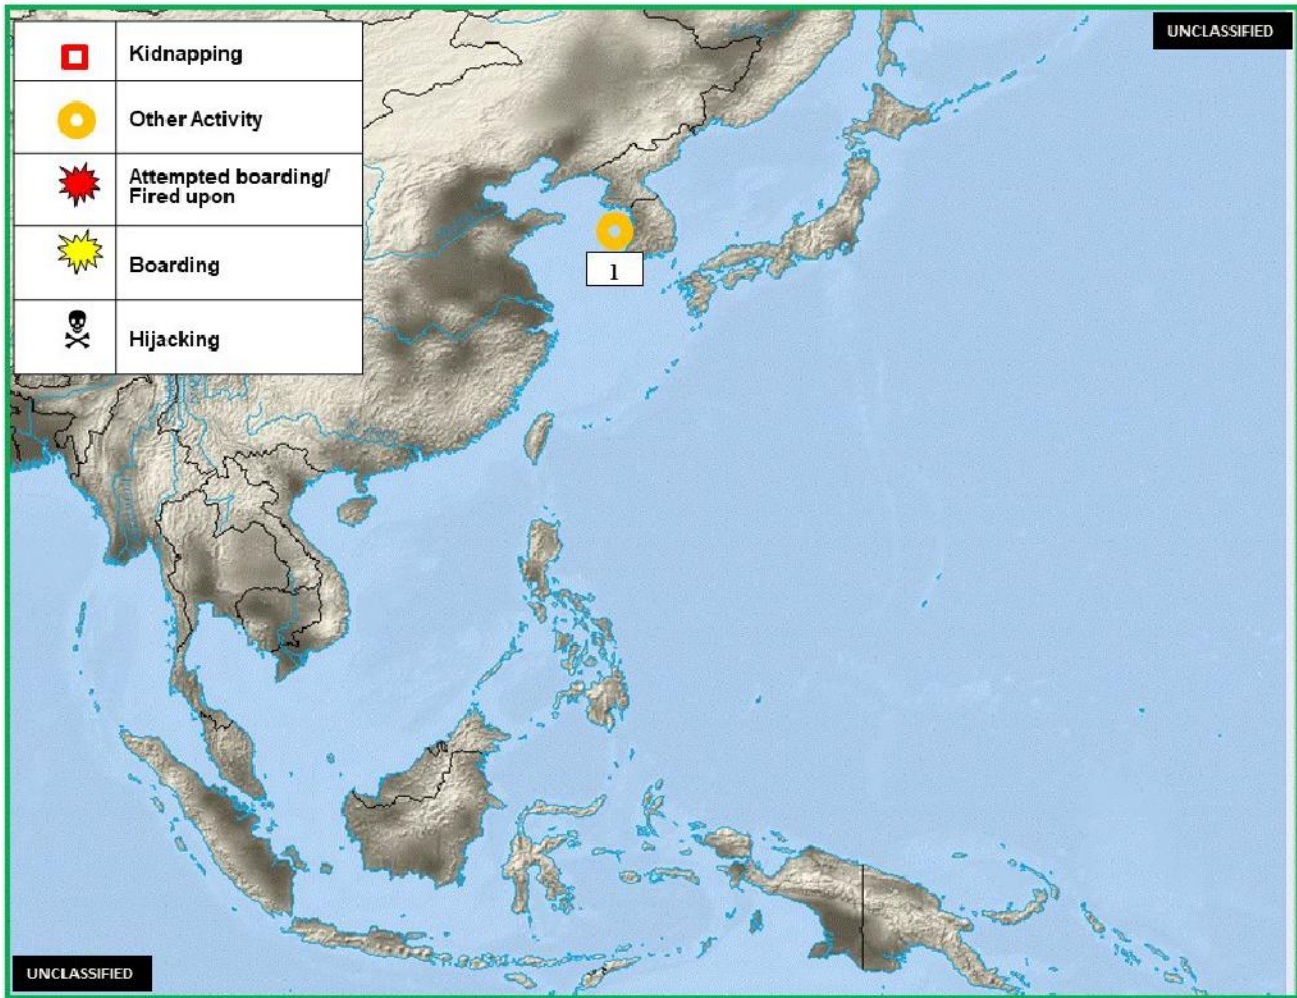 UNCLASSIFIED
Kidnapping
Other Activity
Attempted boarding/
Fired upon
Boarding
Hijacking
1
UNCLASSIFIED